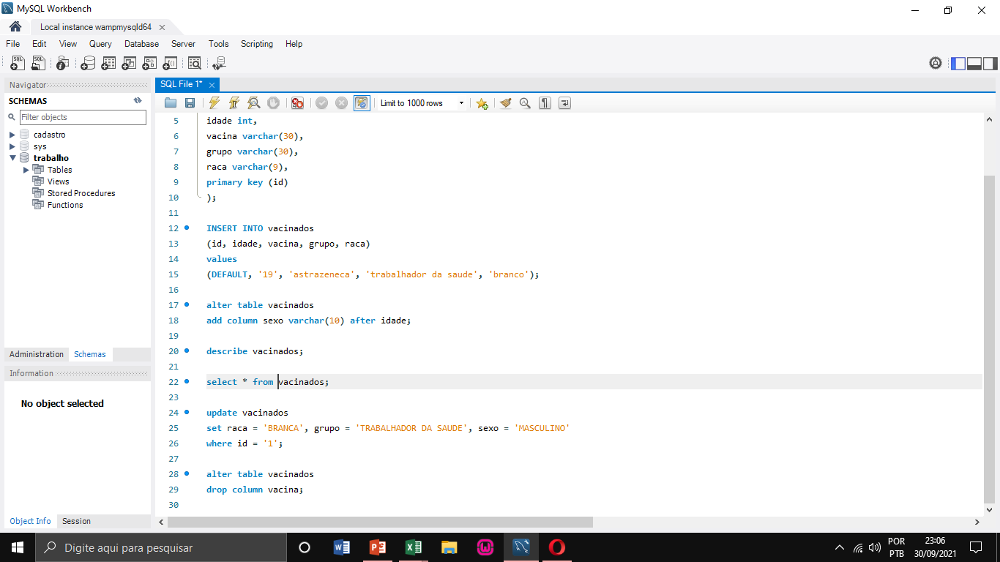 MySQL Workbench
Local instance wampmysqld64
File Edit View Query Database Server Tools Scripting Help
Navigator
SCHEMAS
Filter objects
cadastro
sys
trabalho
Tables
Views
Stored Procedures
Functions
Administration Schemas
Information
No object selected
Object Info Session
SQL File 1*
Limit to 1000 rows
5 idade int,
6 vacina varchar(30),
7 grupo varchar(30),
8 raca varchar(9),
9 primary key (id)
10 );
11
12 INSERT INTO vacinados
13 (id, idade, vacina, grupo, raca)
14 values
15 (DEFAULT, '19', 'astrazeneca', 'trabalhador da saude', 'branco');
16
17 alter table vacinados
18 add column sexo varchar(10) after idade;
19
20 describe vacinados;
21
22 select * from vacinados;
23
24 update vacinados
25 set raca = 'BRANCA', grupo = 'TRABALHADOR DA SAUDE', sexo = 'MASCULINO'
26 where id = '1';
27
28 alter table vacinados
29 drop column vacina;
30
Digite aqui para pesquisar
POR
PTB
23:06
30/09/2021